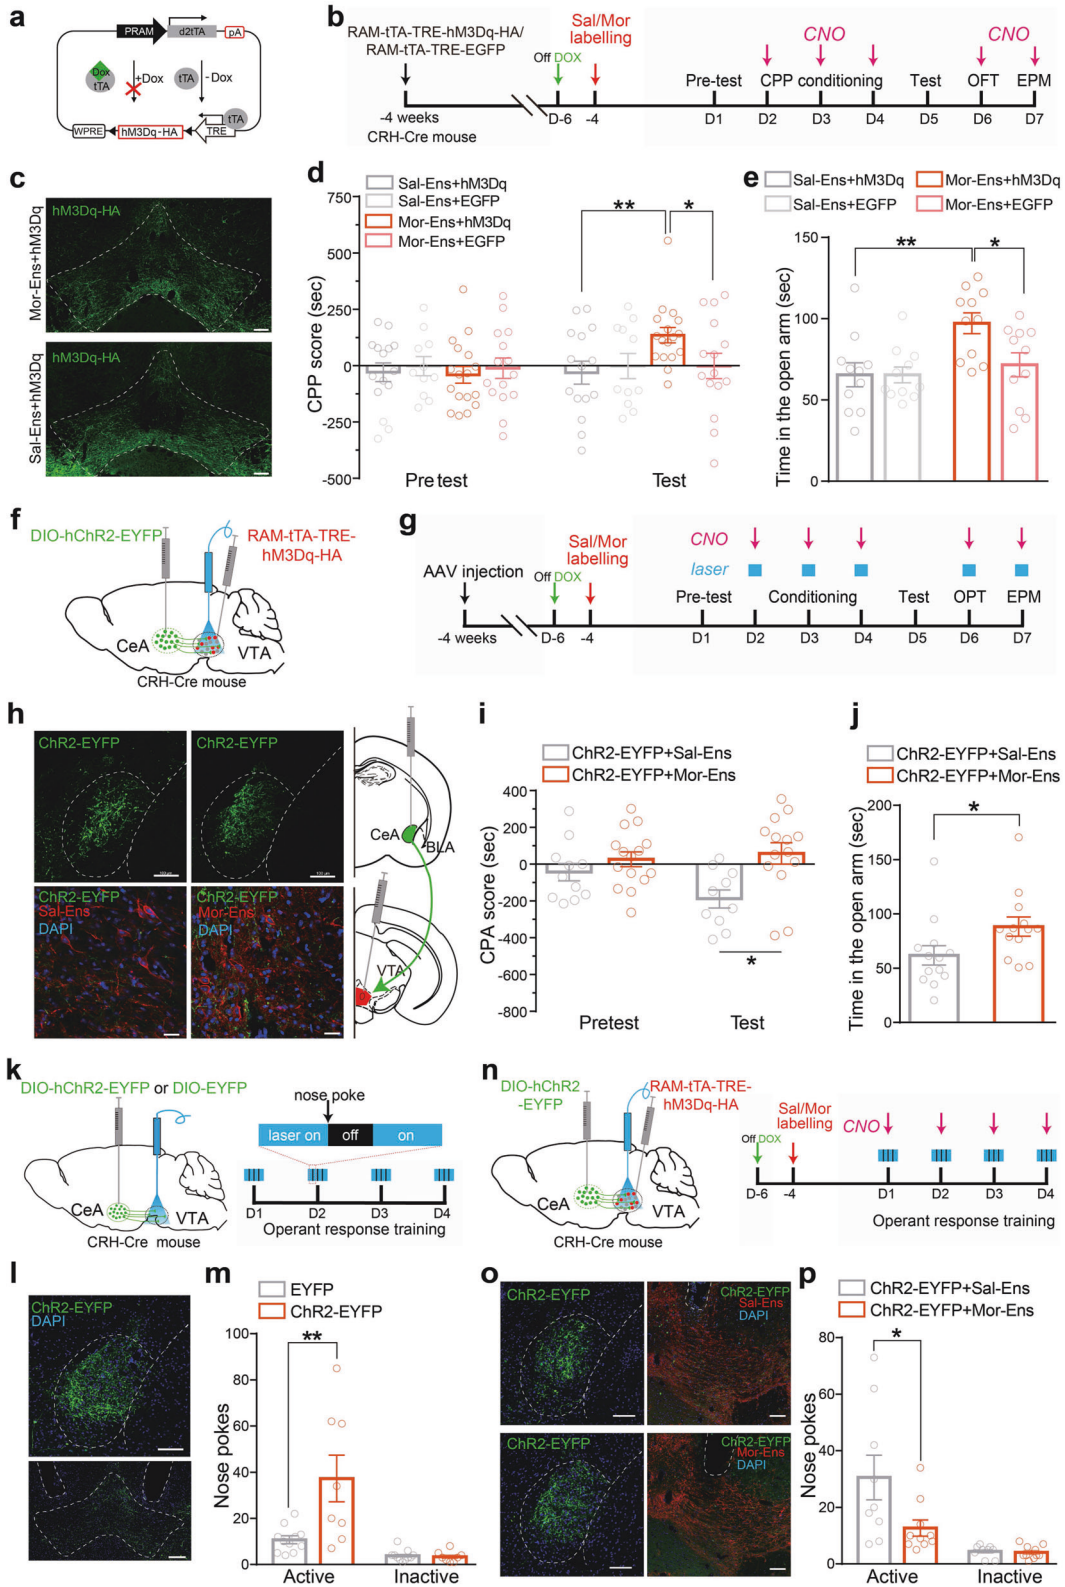 a
PRAM
d2tTA
pA
Dox
tTA
+Dox
tTA
-Dox
tTA
WPRE
hM3Dq-HA
TRE
b
RAM-tTA-TRE-hM3Dq-HA/
RAM-tTA-TRE-EGFP
Sal/Mor
labelling
Off DOX
CNO
CNO
Pre-test
CPP conditioning
Test
OFT
EPM
-4 weeks
D-6
-4
D1
D2
D3
D4
D5
D6
D7
CRH-Cre mouse
c
Mor-Ens+hM3Dq
hM3Dq-HA
Sal-Ens+hM3Dq
hM3Dq-HA
d
Sal-Ens+hM3Dq
Sal-Ens+EGFP
Mor-Ens+hM3Dq
Mor-Ens+EGFP
CPP score (sec)
750
500
250
0
-250
-500
**
*
Pretest
Test
e
Sal-Ens+hM3Dq
Mor-Ens+hM3Dq
Sal-Ens+EGFP
Mor-Ens+EGFP
Time in the open arm (sec)
150
100
50
0
**
*
f
DIO-hChR2-EYFP
RAM-tTA-TRE-
hM3Dq-HA
CeA
VTA
CRH-Cre mouse
g
Sal/Mor
labelling
Off DOX
AAV injection
CNO
laser
Pre-test
Conditioning
Test
OPT
EPM
-4 weeks
D-6
-4
D1
D2
D3
D4
D5
D6
D7
h
ChR2-EYFP
ChR2-EYFP
ChR2-EYFP
Sal-Ens
DAPI
ChR2-EYFP
Mor-Ens
DAPI
CeA
BLA
VTA
i
ChR2-EYFP+Sal-Ens
ChR2-EYFP+Mor-Ens
CPA score (sec)
400
200
0
-200
-400
-600
-800
*
Pretest
Test
j
ChR2-EYFP+Sal-Ens
ChR2-EYFP+Mor-Ens
Time in the open arm (sec)
200
150
100
50
0
*
k
DIO-hChR2-EYFP or DIO-EYFP
CeA
VTA
CRH-Cre mouse
nose poke
laser on
off
on
D1
D2
D3
D4
Operant response training
n
DIO-hChR2
-EYFP
RAM-tTA-TRE-
hM3Dq-HA
CeA
VTA
CRH-Cre mouse
Sal/Mor
labelling
Off DOX
CNO
D-6
-4
D1
D2
D3
D4
Operant response training
l
ChR2-EYFP
DAPI
m
EYFP
ChR2-EYFP
Nose pokes
100
80
60
40
20
0
**
Active
Inactive
o
ChR2-EYFP
ChR2-EYFP
Sal-Ens
DAPI
ChR2-EYFP
ChR2-EYFP
Mor-Ens
DAPI
p
ChR2-EYFP+Sal-Ens
ChR2-EYFP+Mor-Ens
Nose pokes
80
60
40
20
0
*
Active
Inactive